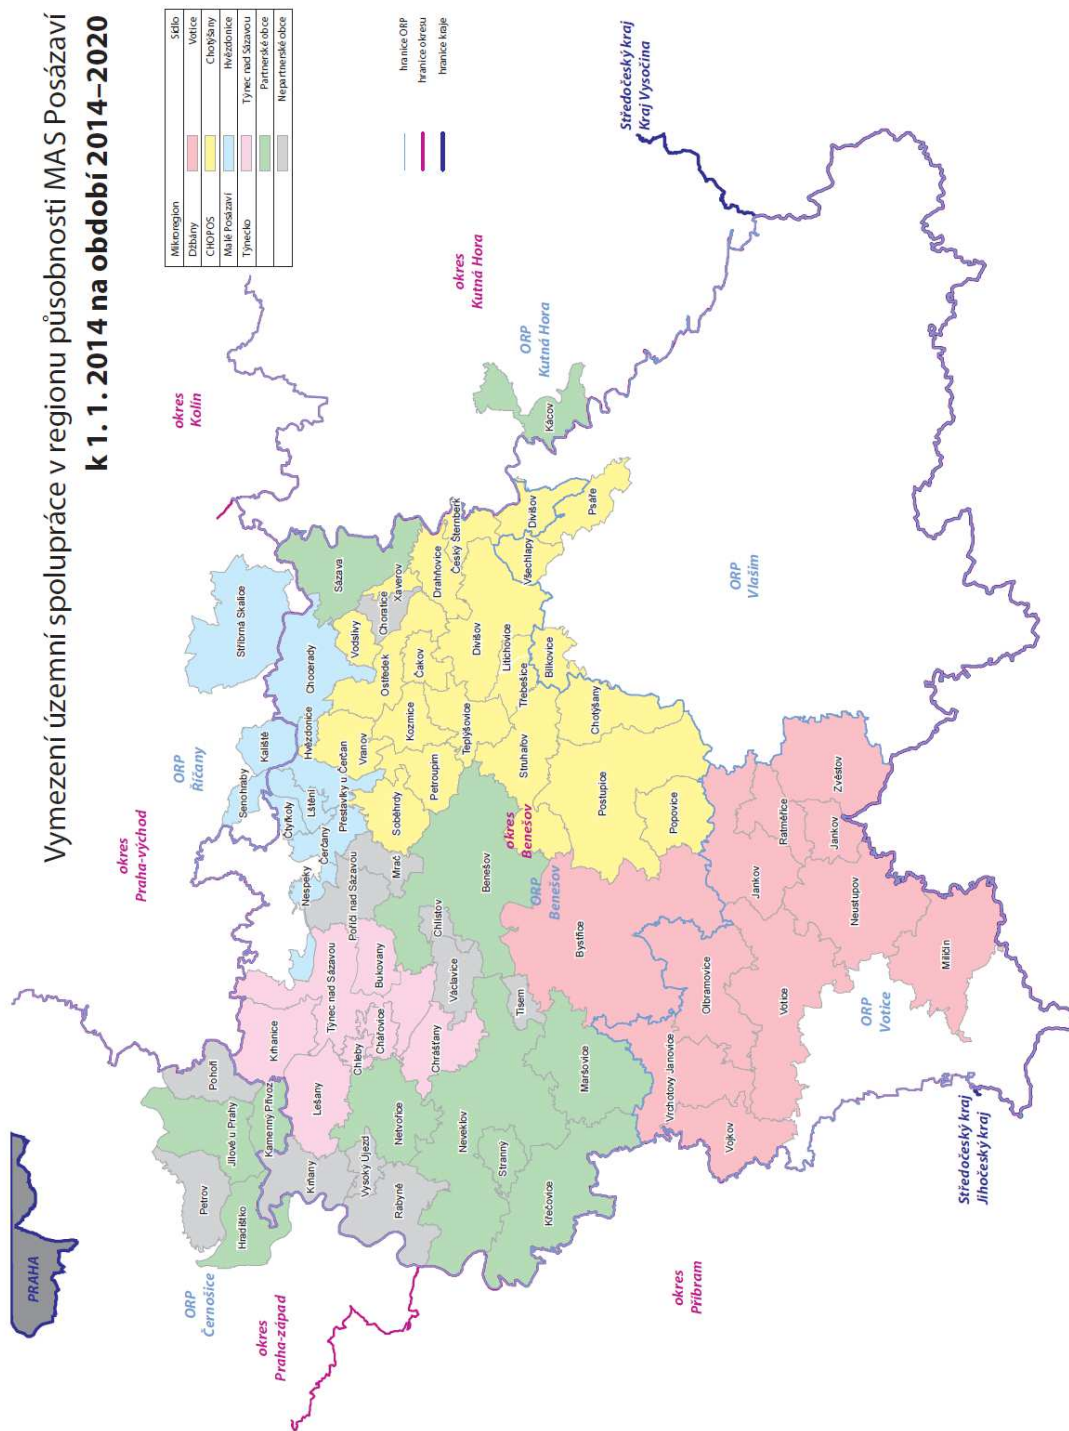 Vymezení území spolupráce v regionu působnosti MAS Posázaví
k 1. 1. 2014 na období 2014–2020
Mikroregion Sídlo
Džbány Votice
CHOPOS Chotýšany
Malé Posázaví Hvězdonice
Týnecko Týnec nad Sázavou
Partnerské obce
Nepartnerské obce
hranice ORP
hranice okresu
hranice kraje
PRAHA
okres
Praha-východ
okres
Kolín
ORP
Černošice
ORP
Říčany
okres
Praha-západ
okres
Kutná Hora
ORP
Kutná Hora
Středočeský kraj
Kraj Vysočina
okres
Benešov
ORP
Benešov
okres
Příbram
ORP
Vlašim
ORP
Votice
Středočeský kraj
Jihočeský kraj
Petrov
Pohoří
Jílové u Prahy
Hradištko
Kamenný Přívoz
Senohraby
Kaliště
Stříbrná Skalice
Krhanice
Čtyřkoly
Nespeky
Lštění
Hvězdonice
Chocerady
Krňany
Lešany
Týnec nad Sázavou
Čerčany
Přestavlky u Čerčan
Sázava
Poříčí nad Sázavou
Vysoký Újezd
Chleby
Chářovice
Bukovany
Mrač
Vranov
Vodslivy
Soběhrdy
Ostředek
Choratice
Xaverov
Rabyně
Netvořice
Kozmice
Čakov
Chrášťany
Chlístov
Petroupim
Drahňovice
Václavice
Český Šternberk
Neveklov
Benešov
Teplýšovice
Divišov
Stranný
Tisem
Litichovice
Třebešice
Struhařov
Všechlapy
Divišov
Křečovice
Maršovice
Bystřice
Bílkovice
Kácov
Psáře
Chotýšany
Postupice
Popovice
Vrchotovy Janovice
Olbramovice
Vojkov
Votice
Jankov
Ratměřice
Jankov
Zvěstov
Neustupov
Miličín